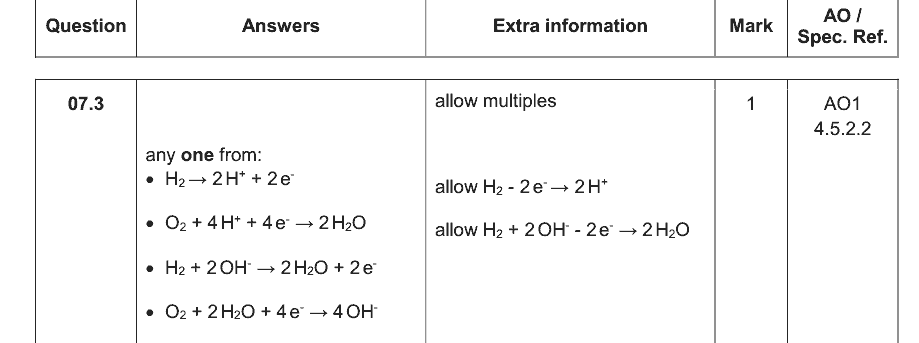 Question Answers Extra information Mark AO /
Spec. Ref.
07.3 allow multiples 1 AO1
4.5.2.2
any one from:
• H₂ → 2 H⁺ + 2 e⁻ allow H₂ - 2 e⁻ → 2 H⁺
• O₂ + 4 H⁺ + 4 e⁻ → 2 H₂O allow H₂ + 2 OH⁻ - 2 e⁻ → 2 H₂O
• H₂ + 2 OH⁻ → 2 H₂O + 2 e⁻
• O₂ + 2 H₂O + 4 e⁻ → 4 OH⁻